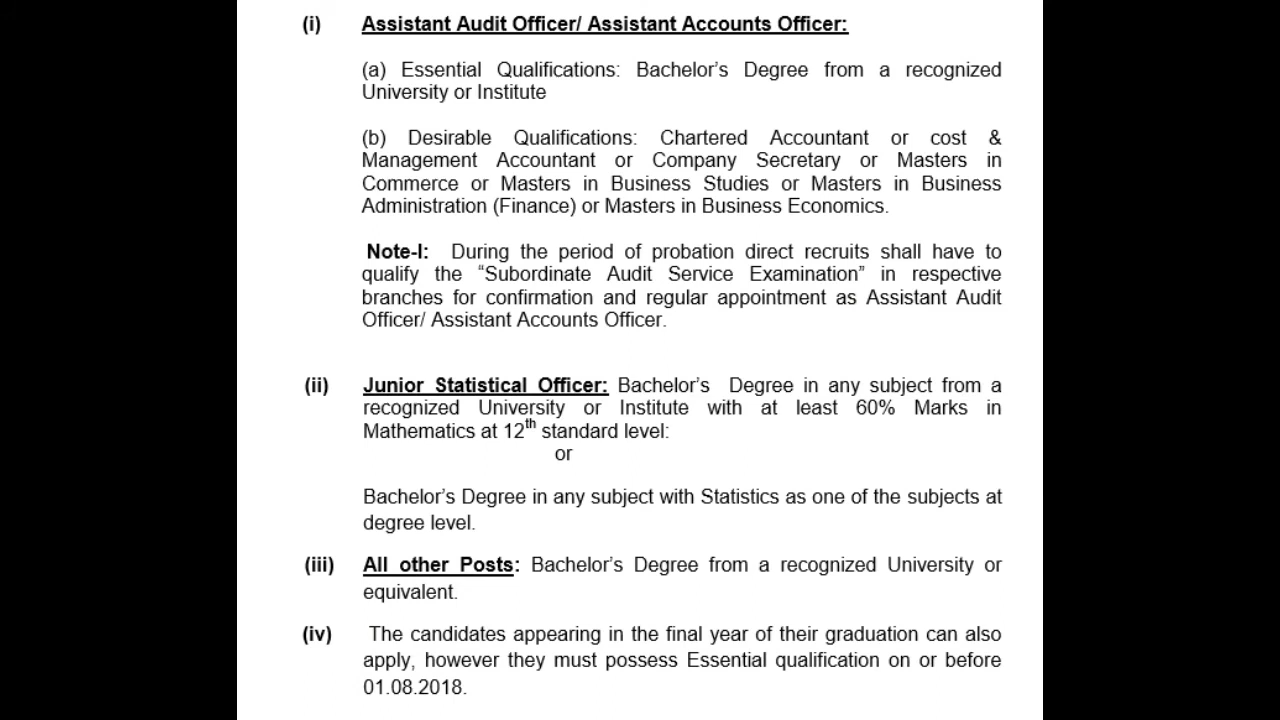 (i) Assistant Audit Officer/ Assistant Accounts Officer:
(a) Essential Qualifications: Bachelor's Degree from a recognized
University or Institute
(b) Desirable Qualifications: Chartered Accountant or cost &
Management Accountant or Company Secretary or Masters in
Commerce or Masters in Business Studies or Masters in Business
Administration (Finance) or Masters in Business Economics.
Note-I: During the period of probation direct recruits shall have to
qualify the “Subordinate Audit Service Examination” in respective
branches for confirmation and regular appointment as Assistant Audit
Officer/ Assistant Accounts Officer.
(ii) Junior Statistical Officer: Bachelor's Degree in any subject from a
recognized University or Institute with at least 60% Marks in
Mathematics at 12th standard level:
or
Bachelor's Degree in any subject with Statistics as one of the subjects at
degree level.
(iii) All other Posts: Bachelor's Degree from a recognized University or
equivalent.
(iv) The candidates appearing in the final year of their graduation can also
apply, however they must possess Essential qualification on or before
01.08.2018.